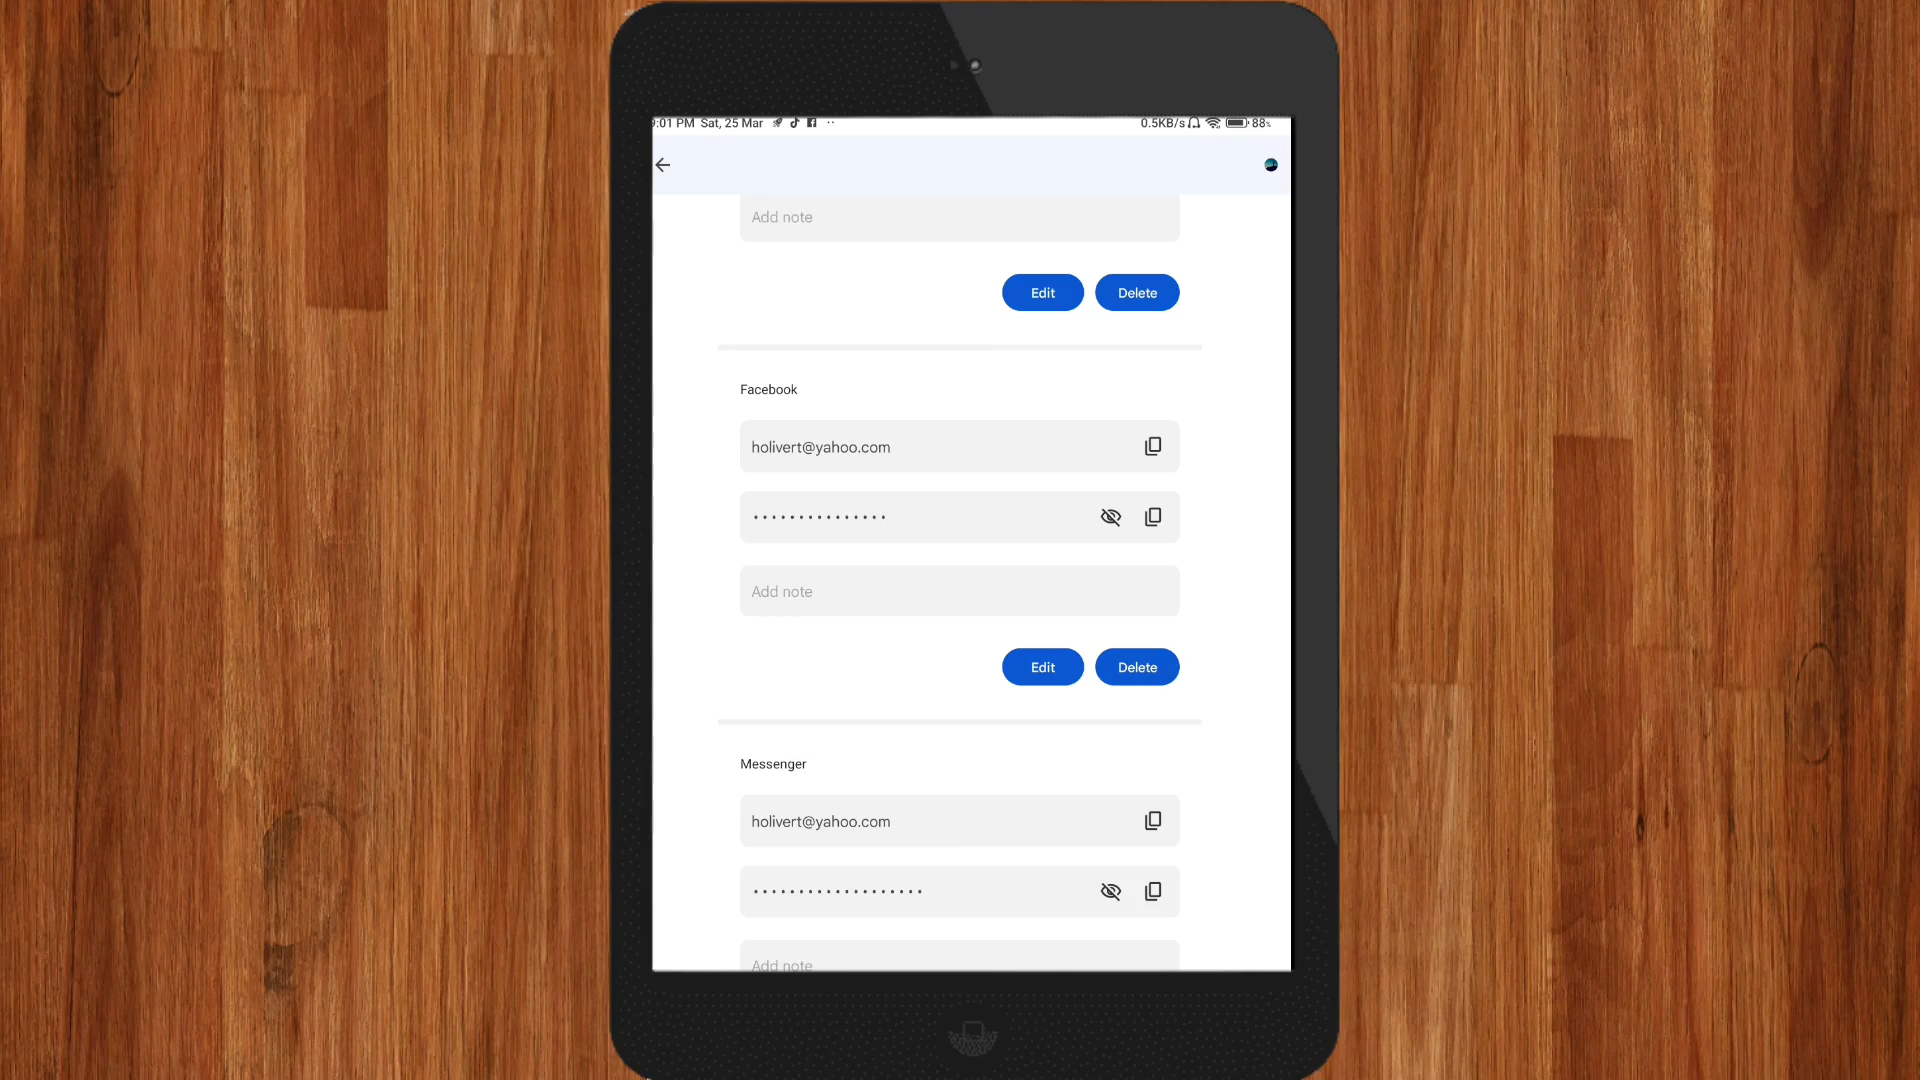 9:01 PM Sat, 25 Mar
0.5KB/s 88%
Add note
Edit Delete
Facebook
holivert@yahoo.com
•••••••••••••••
Add note
Edit Delete
Messenger
holivert@yahoo.com
•••••••••••••••••••
Add note